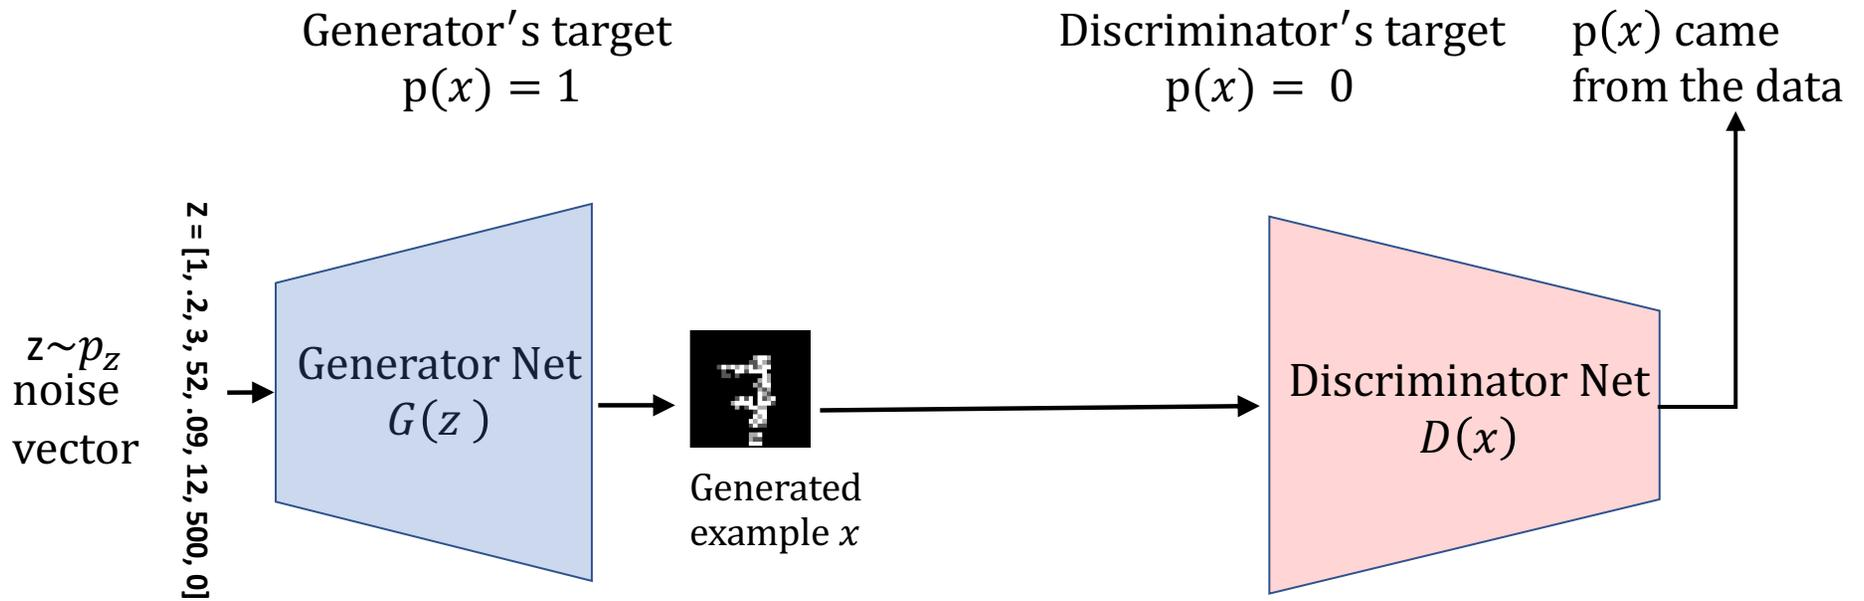 Generator′s target
p(x) = 1
Discriminator′s target
p(x) = 0
p(x) came
from the data
z~p_z
noise
vector
z = [1, .2, 3, 52, .09, 12, 500, 0]
Generator Net
G(z )
Generated
example x
Discriminator Net
D(x)